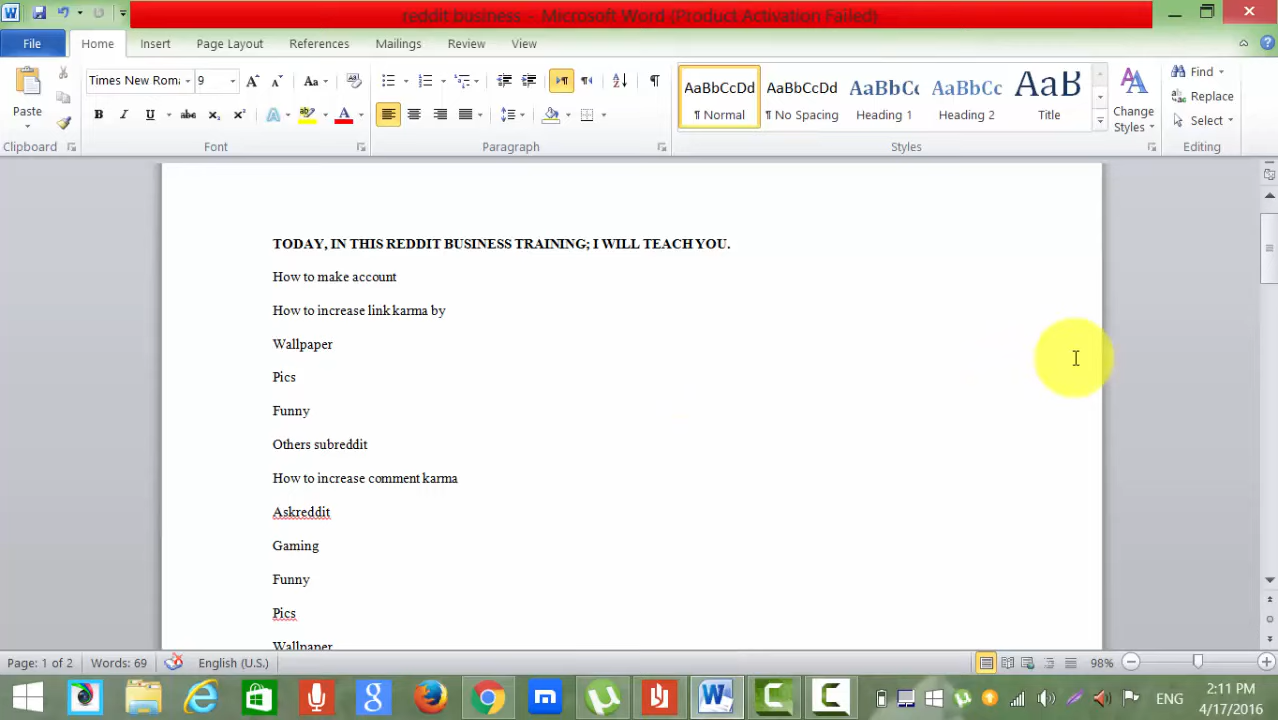 reddit business - Microsoft Word (Product Activation Failed)
File Home Insert Page Layout References Mailings Review View
Paste
Clipboard
Times New Roma 9
Font
Paragraph
AaBbCcDd AaBbCcDd AaBbCc AaBbCc AaB
¶ Normal ¶ No Spacing Heading 1 Heading 2 Title
Styles
Change Styles
Find
Replace
Select
Editing
TODAY, IN THIS REDDIT BUSINESS TRAINING; I WILL TEACH YOU.
How to make account
How to increase link karma by
Wallpaper
Pics
Funny
Others subreddit
How to increase comment karma
Askreddit
Gaming
Funny
Pics
Wallpaper
Page: 1 of 2 Words: 69 English (U.S.) 98%
ENG
2:11 PM
4/17/2016